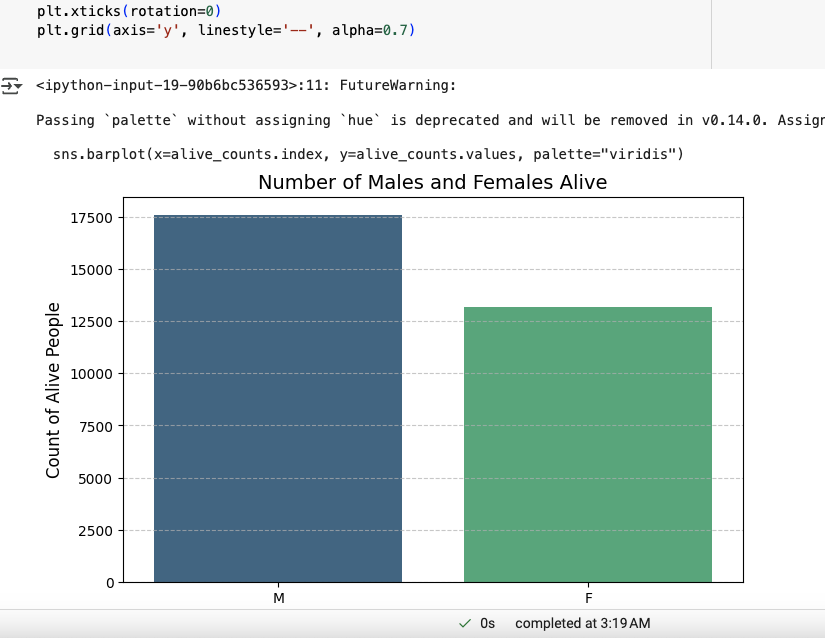 plt.xticks(rotation=0)
plt.grid(axis='y', linestyle='--', alpha=0.7)
<ipython-input-19-90b6bc536593>:11: FutureWarning:
Passing `palette` without assigning `hue` is deprecated and will be removed in v0.14.0. Assign
sns.barplot(x=alive_counts.index, y=alive_counts.values, palette="viridis")
Number of Males and Females Alive
17500
15000
12500
10000
7500
5000
2500
0
Count of Alive People
M F
0s completed at 3:19 AM